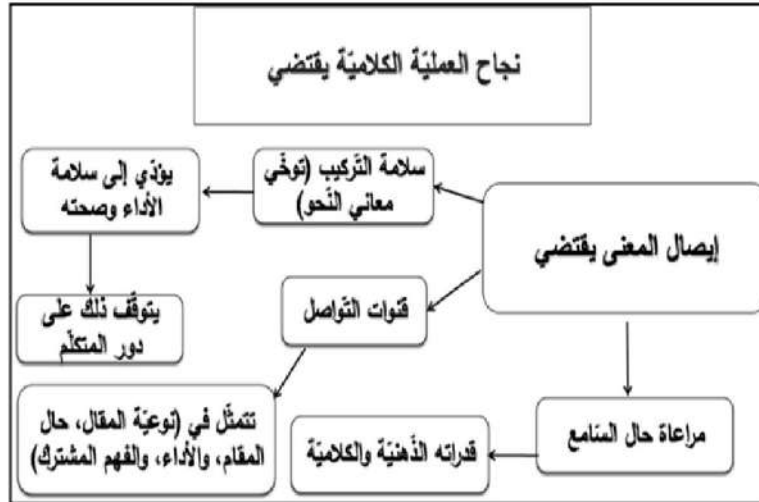 نجاح العمليّة الكلاميّة يقتضي
إيصال المعنى يقتضي
سلامة التّركيب (توخّي
معاني النّحو)
يؤدّي إلى سلامة
الأداء وصحته
يتوقّف ذلك على
دور المتكلّم
قنوات التّواصل
تتمثّل في (نوعيّة المقال، حال
المقام، والأداء، والفهم المشترك)
مراعاة حال السّامع
قدراته الذّهنيّة والكلاميّة